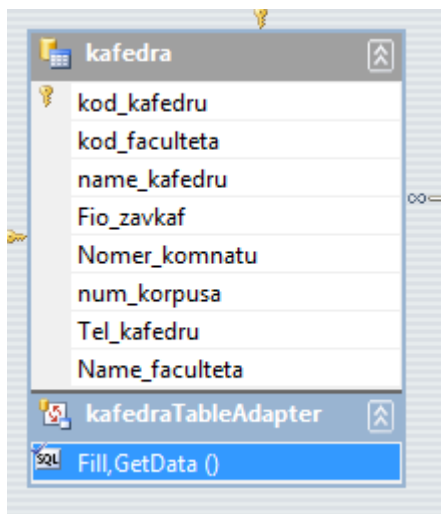 kafedra
kod_kafedru
kod_faculteta
name_kafedru
Fio_zavkaf
Nomer_komnatu
num_korpusa
Tel_kafedru
Name_faculteta
kafedraTableAdapter
SQL Fill,GetData ()